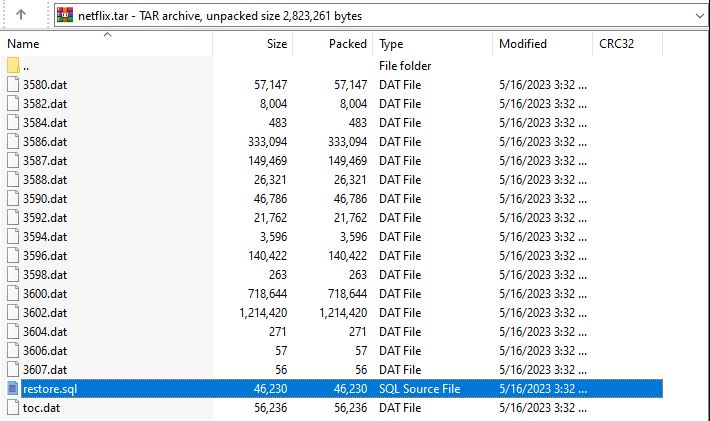 netflix.tar - TAR archive, unpacked size 2,823,261 bytes
Name Size Packed Type Modified CRC32
.. File folder
3580.dat 57,147 57,147 DAT File 5/16/2023 3:32 ...
3582.dat 8,004 8,004 DAT File 5/16/2023 3:32 ...
3584.dat 483 483 DAT File 5/16/2023 3:32 ...
3586.dat 333,094 333,094 DAT File 5/16/2023 3:32 ...
3587.dat 149,469 149,469 DAT File 5/16/2023 3:32 ...
3588.dat 26,321 26,321 DAT File 5/16/2023 3:32 ...
3590.dat 46,786 46,786 DAT File 5/16/2023 3:32 ...
3592.dat 21,762 21,762 DAT File 5/16/2023 3:32 ...
3594.dat 3,596 3,596 DAT File 5/16/2023 3:32 ...
3596.dat 140,422 140,422 DAT File 5/16/2023 3:32 ...
3598.dat 263 263 DAT File 5/16/2023 3:32 ...
3600.dat 718,644 718,644 DAT File 5/16/2023 3:32 ...
3602.dat 1,214,420 1,214,420 DAT File 5/16/2023 3:32 ...
3604.dat 271 271 DAT File 5/16/2023 3:32 ...
3606.dat 57 57 DAT File 5/16/2023 3:32 ...
3607.dat 56 56 DAT File 5/16/2023 3:32 ...
restore.sql 46,230 46,230 SQL Source File 5/16/2023 3:32 ...
toc.dat 56,236 56,236 DAT File 5/16/2023 3:32 ...